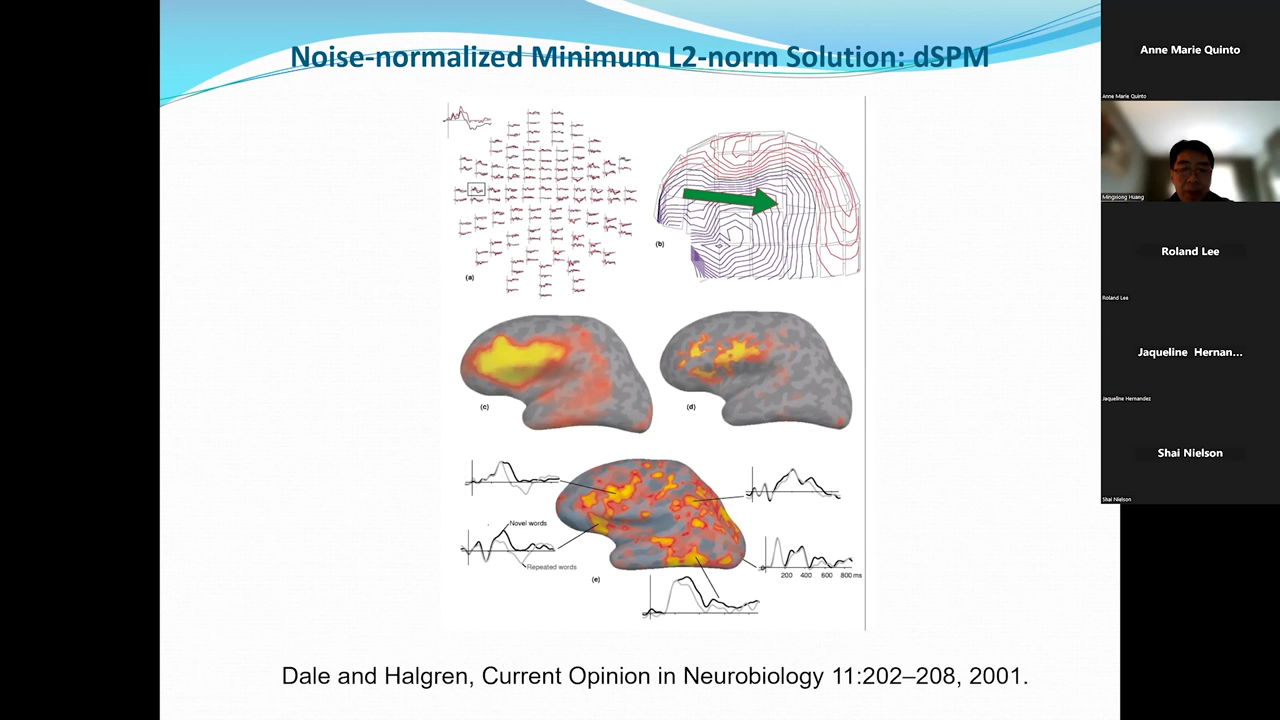 Noise-normalized Minimum L2-norm Solution: dSPM
(a)
(b)
(c)
(d)
Novel words
Repeated words
(e)
200 400 600 800 ms
Dale and Halgren, Current Opinion in Neurobiology 11:202–208, 2001.
Anne Marie Quinto
Anne Marie Quinto
Mingxiong Huang
Roland Lee
Roland Lee
Jaqueline Hernan...
Jaqueline Hernandez
Shai Nielson
Shai Nielson